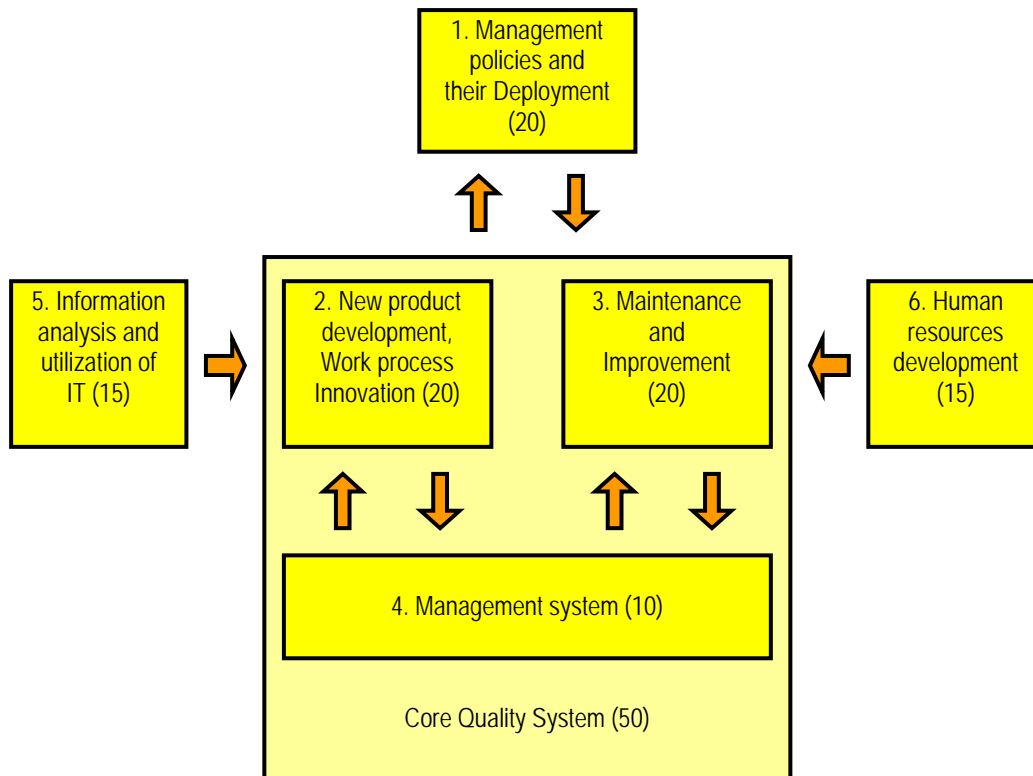 1. Management
policies and
their Deployment
(20)
5. Information
analysis and
utilization of
IT (15)
2. New product
development,
Work process
Innovation (20)
3. Maintenance
and
Improvement
(20)
6. Human
resources
development
(15)
4. Management system (10)
Core Quality System (50)